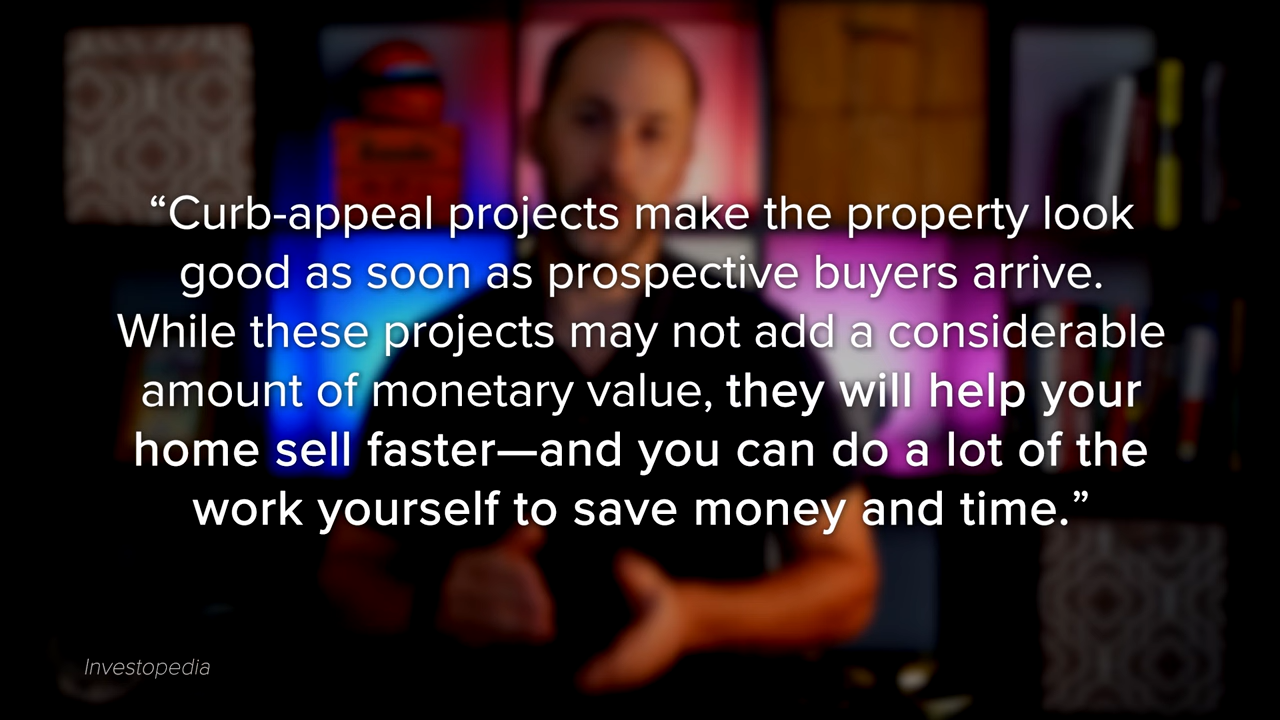 “Curb-appeal projects make the property look
good as soon as prospective buyers arrive.
While these projects may not add a considerable
amount of monetary value, they will help your
home sell faster—and you can do a lot of the
work yourself to save money and time.”
Investopedia